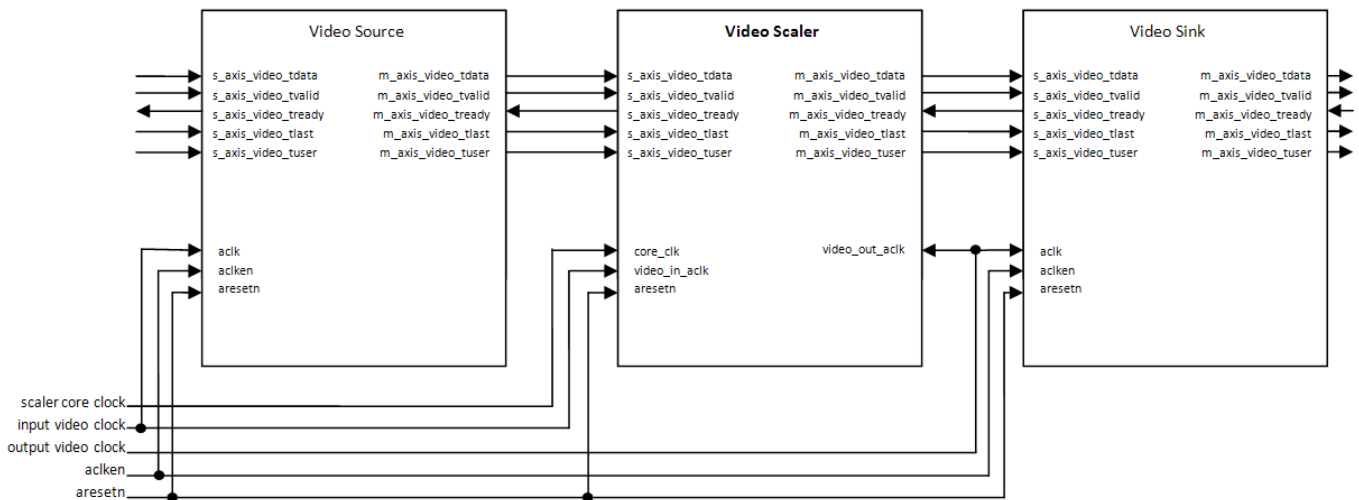 Video Source
s_axis_video_tdata m_axis_video_tdata
s_axis_video_tvalid m_axis_video_tvalid
s_axis_video_tready m_axis_video_tready
s_axis_video_tlast m_axis_video_tlast
s_axis_video_tuser m_axis_video_tuser
aclk
aclken
aresetn
Video Scaler
s_axis_video_tdata m_axis_video_tdata
s_axis_video_tvalid m_axis_video_tvalid
s_axis_video_tready m_axis_video_tready
s_axis_video_tlast m_axis_video_tlast
s_axis_video_tuser m_axis_video_tuser
core_clk video_out_aclk
video_in_aclk
aresetn
Video Sink
s_axis_video_tdata m_axis_video_tdata
s_axis_video_tvalid m_axis_video_tvalid
s_axis_video_tready m_axis_video_tready
s_axis_video_tlast m_axis_video_tlast
s_axis_video_tuser m_axis_video_tuser
aclk
aclken
aresetn
scaler core clock
input video clock
output video clock
aclken
aresetn